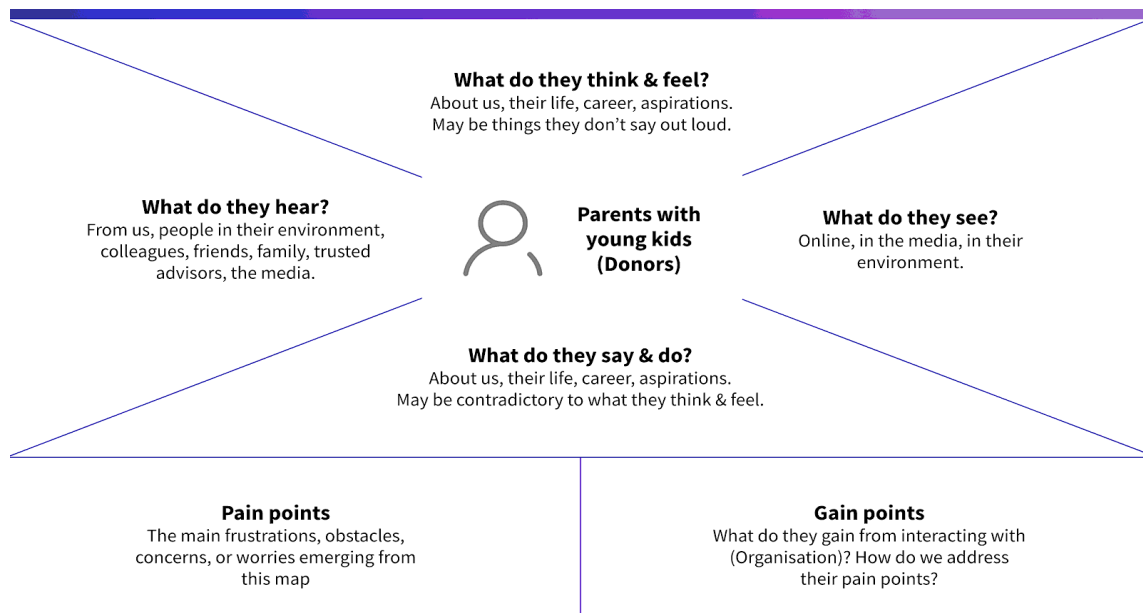 What do they think & feel?
About us, their life, career, aspirations.
May be things they don’t say out loud.
What do they hear?
From us, people in their environment,
colleagues, friends, family, trusted
advisors, the media.
Parents with
young kids
(Donors)
What do they see?
Online, in the media, in their
environment.
What do they say & do?
About us, their life, career, aspirations.
May be contradictory to what they think & feel.
Pain points
The main frustrations, obstacles,
concerns, or worries emerging from
this map
Gain points
What do they gain from interacting with
(Organisation)? How do we address
their pain points?